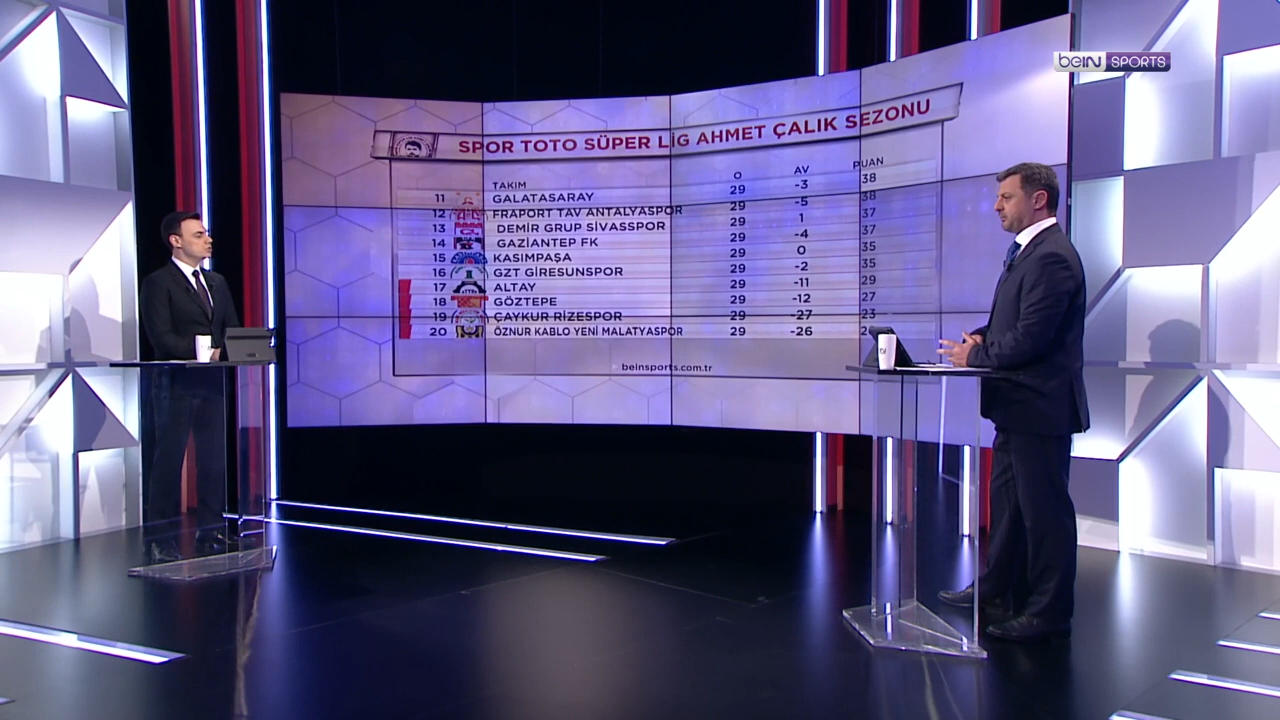 beIN SPORTS
SPOR TOTO SÜPER LİG AHMET ÇALIK SEZONU
TAKIM O AV PUAN
11 GALATASARAY 29 -3 38
12 FRAPORT TAV ANTALYASPOR 29 -5 38
13 DEMİR GRUP SİVASSPOR 29 1 37
14 GAZİANTEP FK 29 -4 37
15 KASIMPAŞA 29 0 35
16 GZT GİRESUNSPOR 29 -2 35
17 ALTAY 29 -11 29
18 GÖZTEPE 29 -12 27
19 ÇAYKUR RİZESPOR 29 -27 23
20 ÖZNUR KABLO YENİ MALATYASPOR 29 -26
beinsports.com.tr